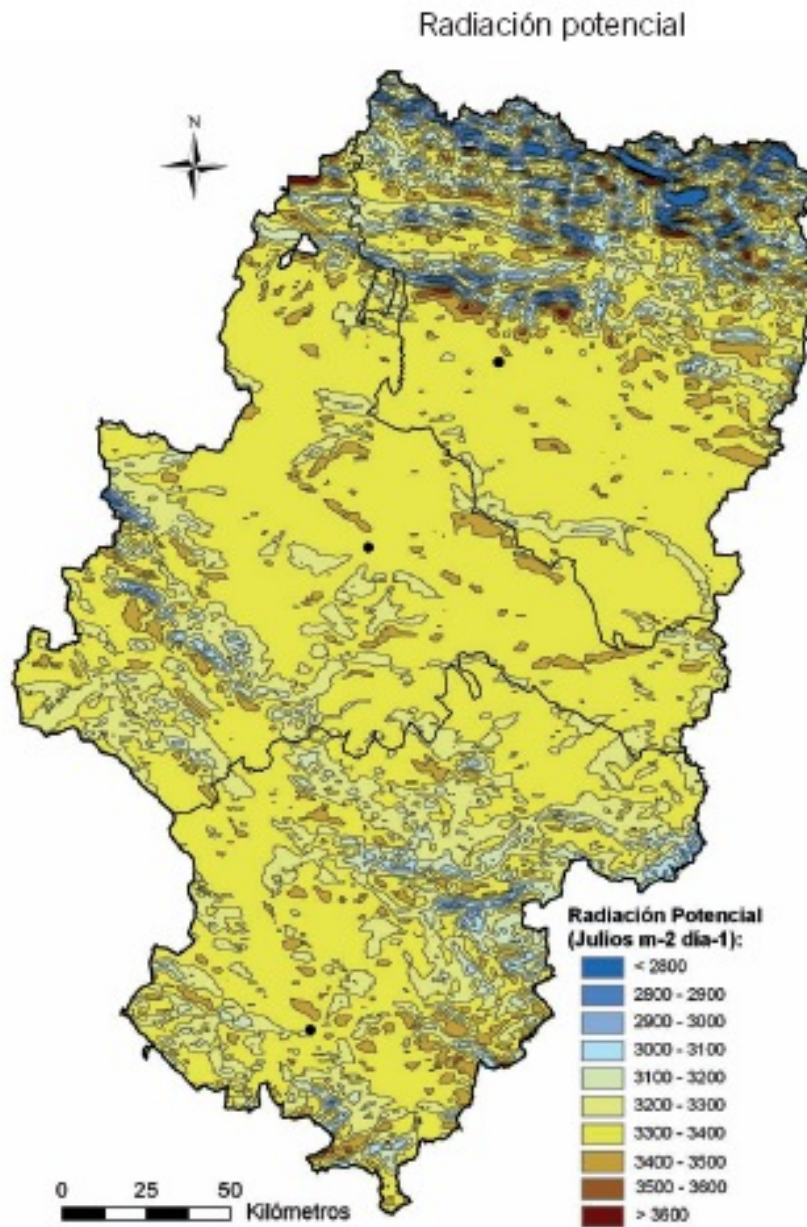 Radiación potencial
N
Radiación Potencial
(Julios m-2 día-1):
< 2800
2800 - 2900
2900 - 3000
3000 - 3100
3100 - 3200
3200 - 3300
3300 - 3400
3400 - 3500
3500 - 3600
> 3600
0 25 50
Kilómetros